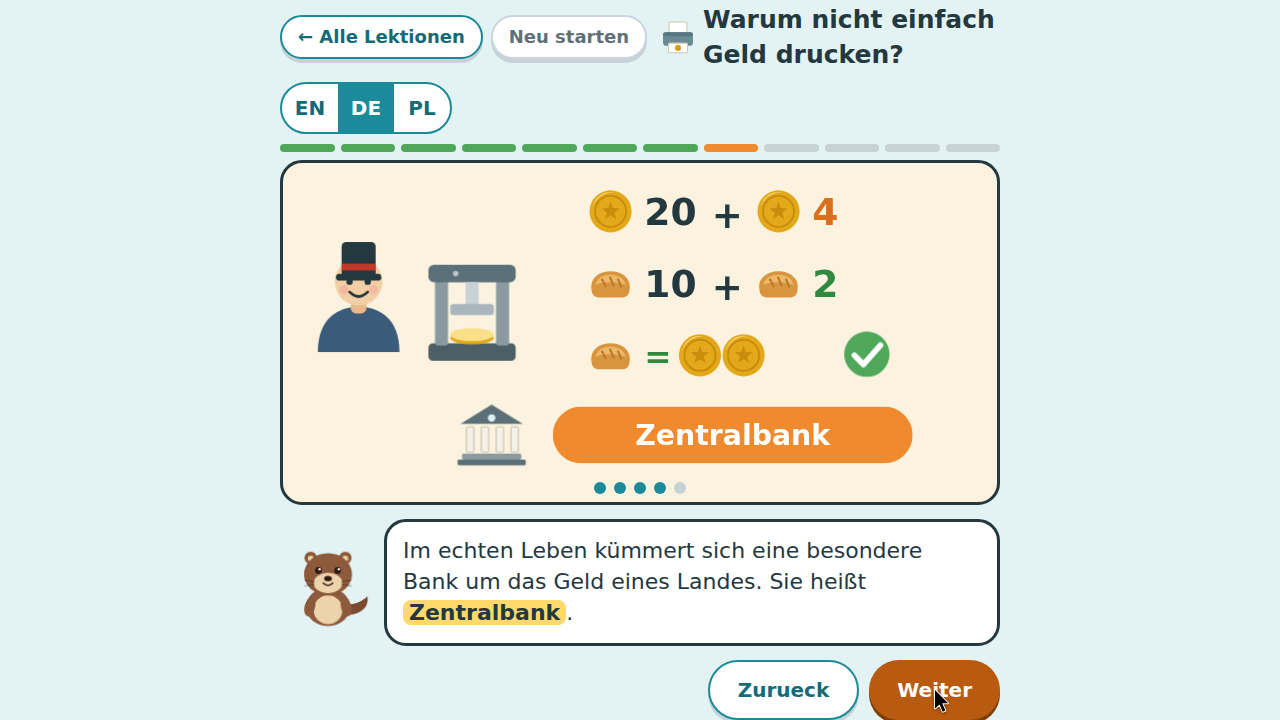 ← Alle Lektionen
Neu starten
Warum nicht einfach
Geld drucken?
EN DE PL
20 + 4
10 + 2
=
Zentralbank
Im echten Leben kümmert sich eine besondere
Bank um das Geld eines Landes. Sie heißt
Zentralbank.
Zurueck
Weiter